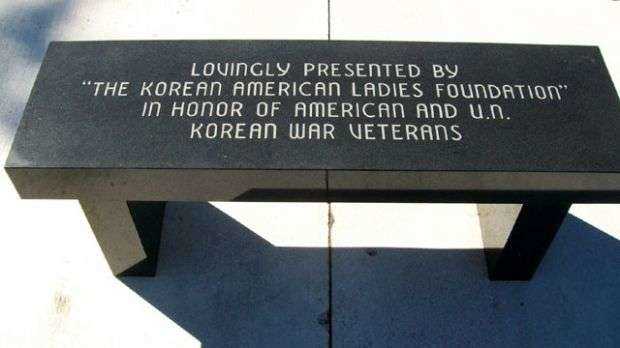 LOVINGLY PRESENTED BY
"THE KOREAN AMERICAN LADIES FOUNDATION"
IN HONOR OF AMERICAN AND U.N.
KOREAN WAR VETERANS